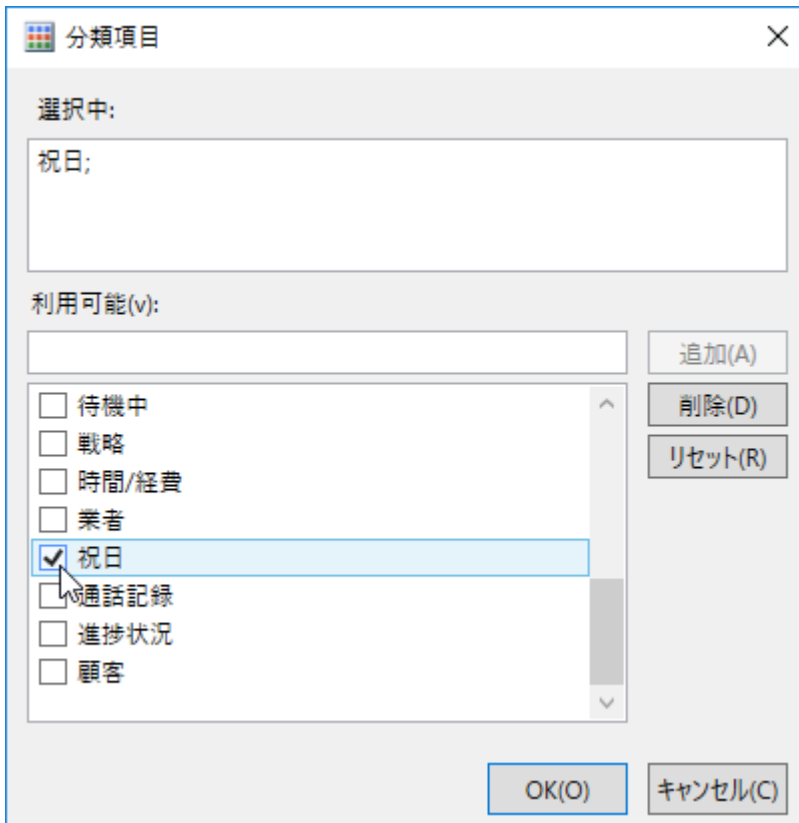 分類項目
選択中:
祝日;
利用可能(v):
追加(A)
待機中
削除(D)
戦略
リセット(R)
時間/経費
業者
祝日
通話記録
進捗状況
顧客
OK(O)
キャンセル(C)